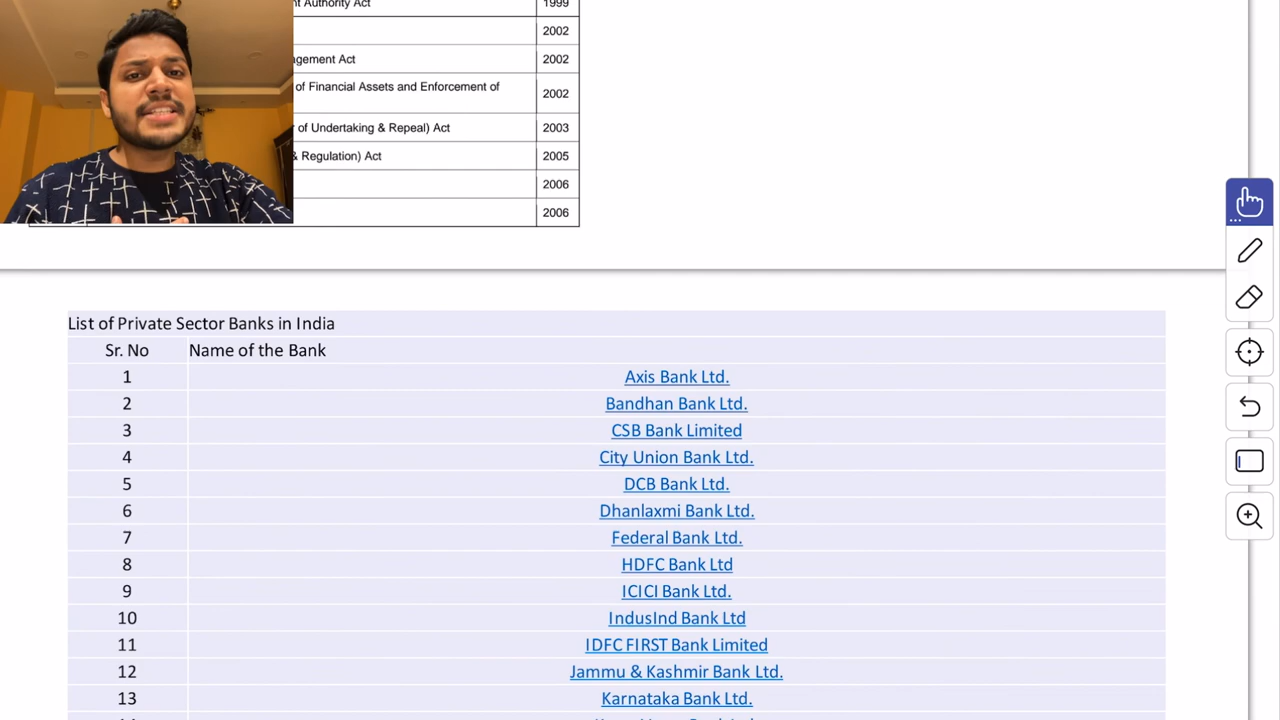 nt Authority Act 1999
2002
agement Act 2002
of Financial Assets and Enforcement of 2002
of Undertaking & Repeal) Act 2003
& Regulation) Act 2005
2006
2006
List of Private Sector Banks in India
Sr. No Name of the Bank
1 Axis Bank Ltd.
2 Bandhan Bank Ltd.
3 CSB Bank Limited
4 City Union Bank Ltd.
5 DCB Bank Ltd.
6 Dhanlaxmi Bank Ltd.
7 Federal Bank Ltd.
8 HDFC Bank Ltd
9 ICICI Bank Ltd.
10 IndusInd Bank Ltd
11 IDFC FIRST Bank Limited
12 Jammu & Kashmir Bank Ltd.
13 Karnataka Bank Ltd.